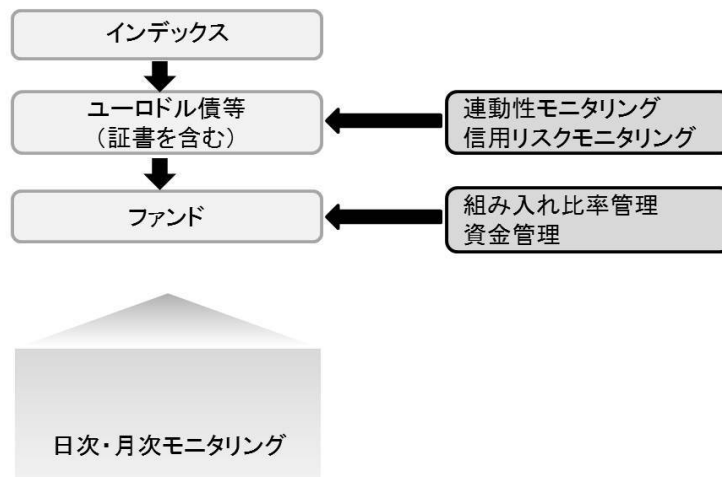 インデックス
ユーロドル債等
（証書を含む）
連動性モニタリング
信用リスクモニタリング
ファンド
組み入れ比率管理
資金管理
日次・月次モニタリング